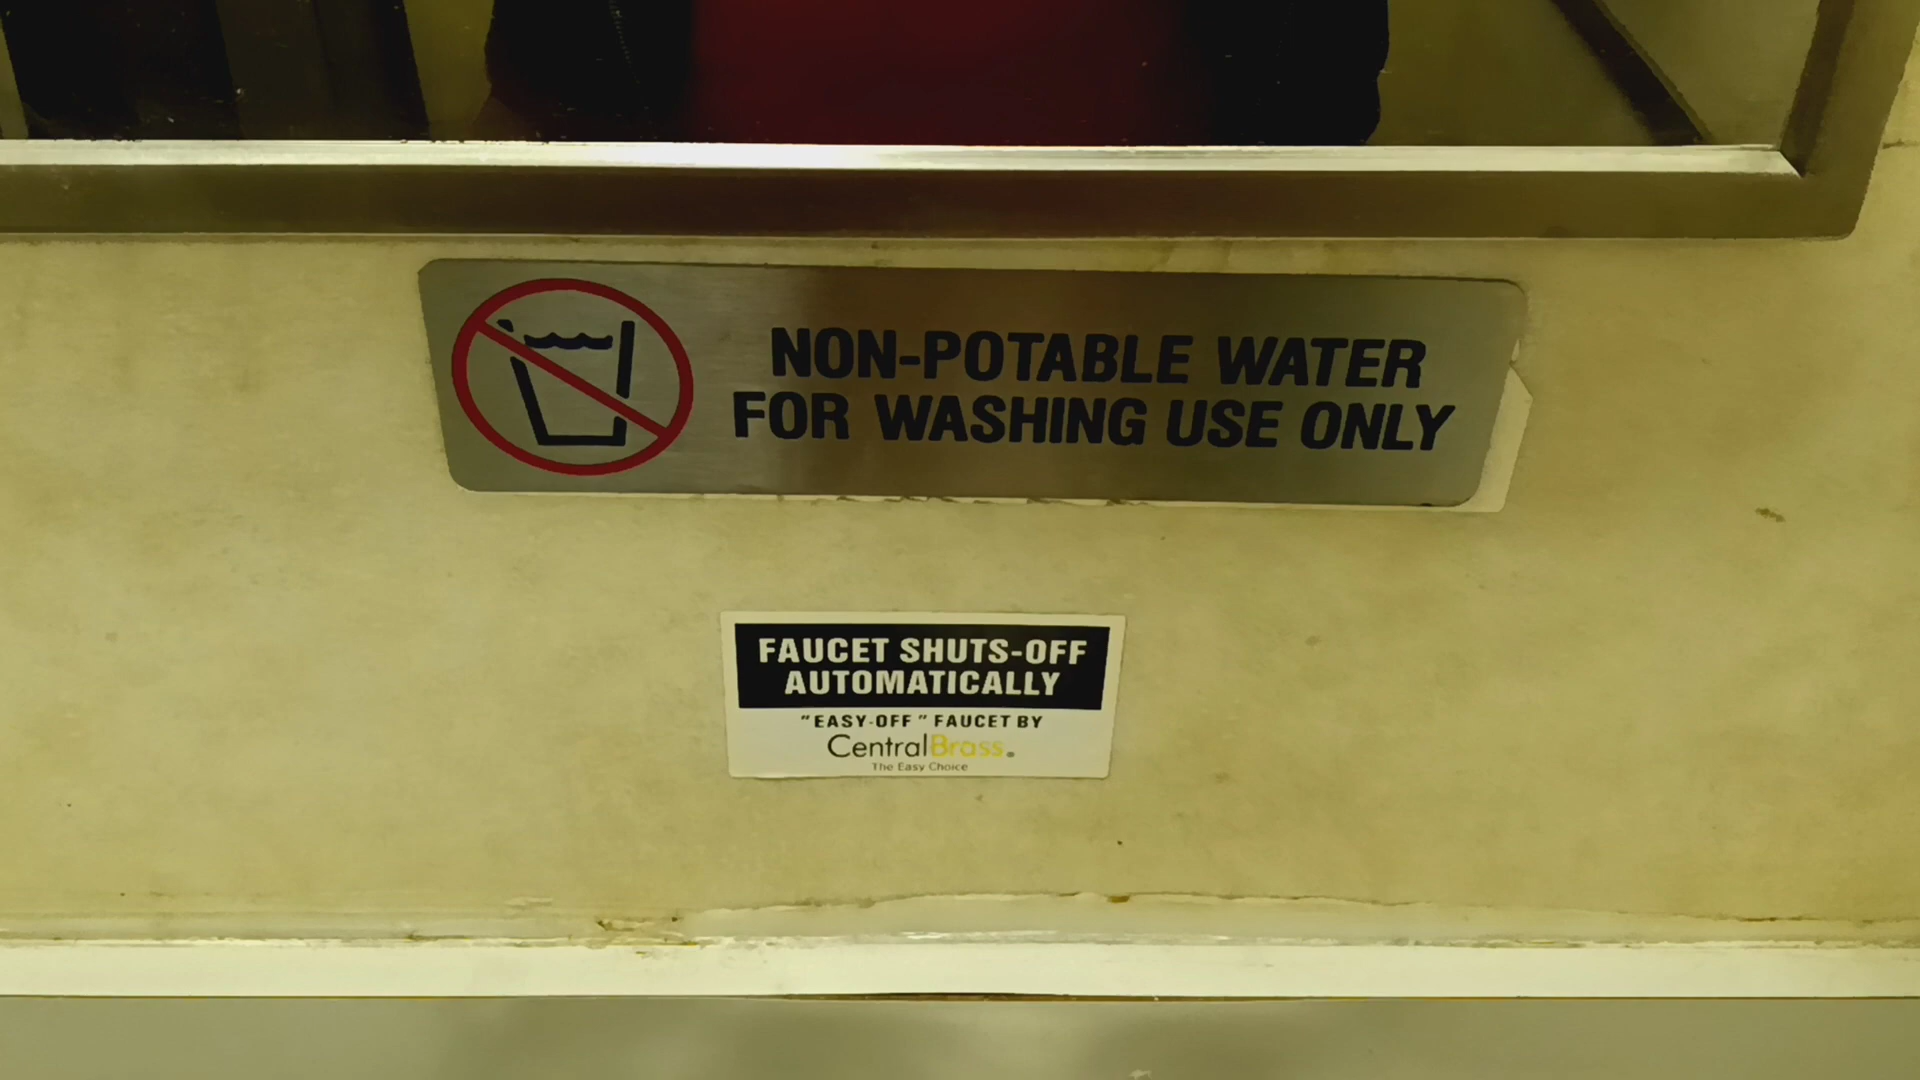 NON-POTABLE WATER
FOR WASHING USE ONLY
FAUCET SHUTS-OFF
AUTOMATICALLY
"EASY-OFF" FAUCET BY
CentralBrass®
The Easy Choice